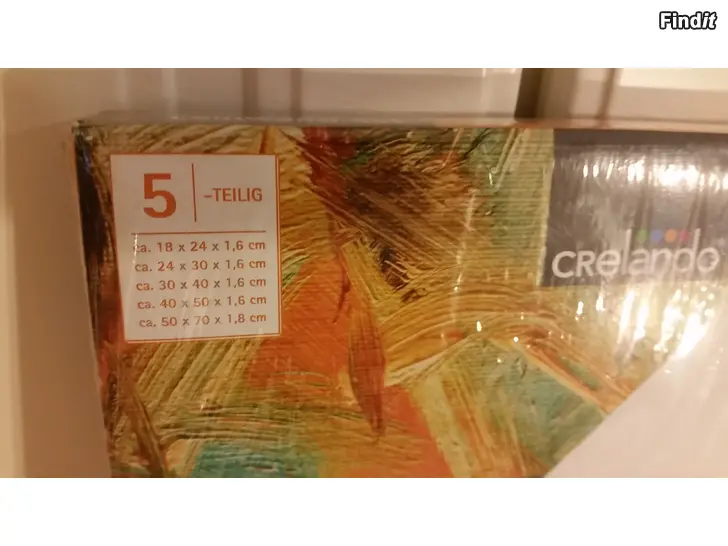 Findit
5 -TEILIG
ca. 18 x 24 x 1,6 cm
ca. 24 x 30 x 1,6 cm
ca. 30 x 40 x 1,6 cm
ca. 40 x 50 x 1,6 cm
ca. 50 x 70 x 1,8 cm
CReLanDO